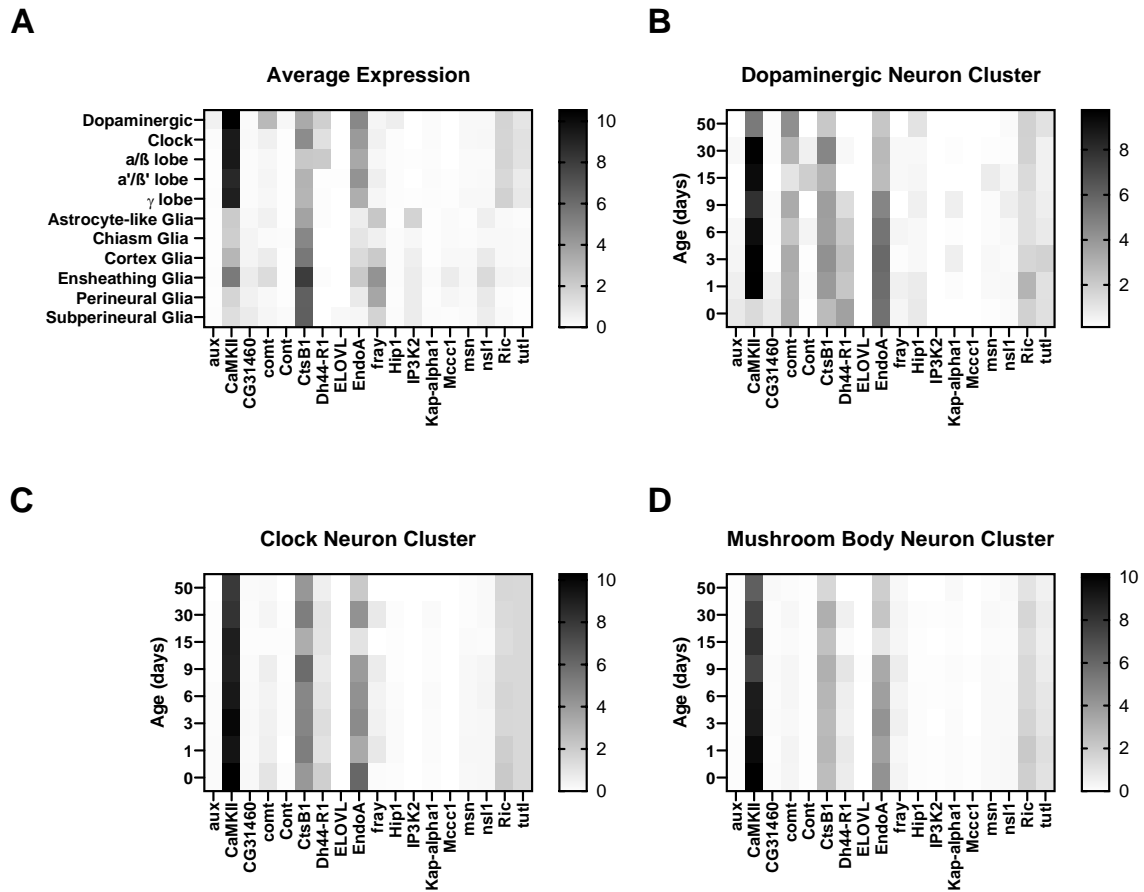 A
Average Expression
Dopaminergic
Clock
a/ß lobe
a'/ß' lobe
γ lobe
Astrocyte-like Glia
Chiasm Glia
Cortex Glia
Ensheathing Glia
Perineural Glia
Subperineural Glia
aux
CaMKII
CG31460
comt
Cont
CtsB1
Dh44-R1
ELOVL
EndoA
fray
Hip1
IP3K2
Kap-alpha1
Mccc1
msn
nsl1
Ric
tutl
10
8
6
4
2
0
B
Dopaminergic Neuron Cluster
Age (days)
50
30
15
9
6
3
1
0
aux
CaMKII
CG31460
comt
Cont
CtsB1
Dh44-R1
ELOVL
EndoA
fray
Hip1
IP3K2
Kap-alpha1
Mccc1
msn
nsl1
Ric
tutl
8
6
4
2
C
Clock Neuron Cluster
Age (days)
50
30
15
9
6
3
1
0
aux
CaMKII
CG31460
comt
Cont
CtsB1
Dh44-R1
ELOVL
EndoA
fray
Hip1
IP3K2
Kap-alpha1
Mccc1
msn
nsl1
Ric
tutl
10
8
6
4
2
0
D
Mushroom Body Neuron Cluster
Age (days)
50
30
15
9
6
3
1
0
aux
CaMKII
CG31460
comt
Cont
CtsB1
Dh44-R1
ELOVL
EndoA
fray
Hip1
IP3K2
Kap-alpha1
Mccc1
msn
nsl1
Ric
tutl
10
8
6
4
2
0